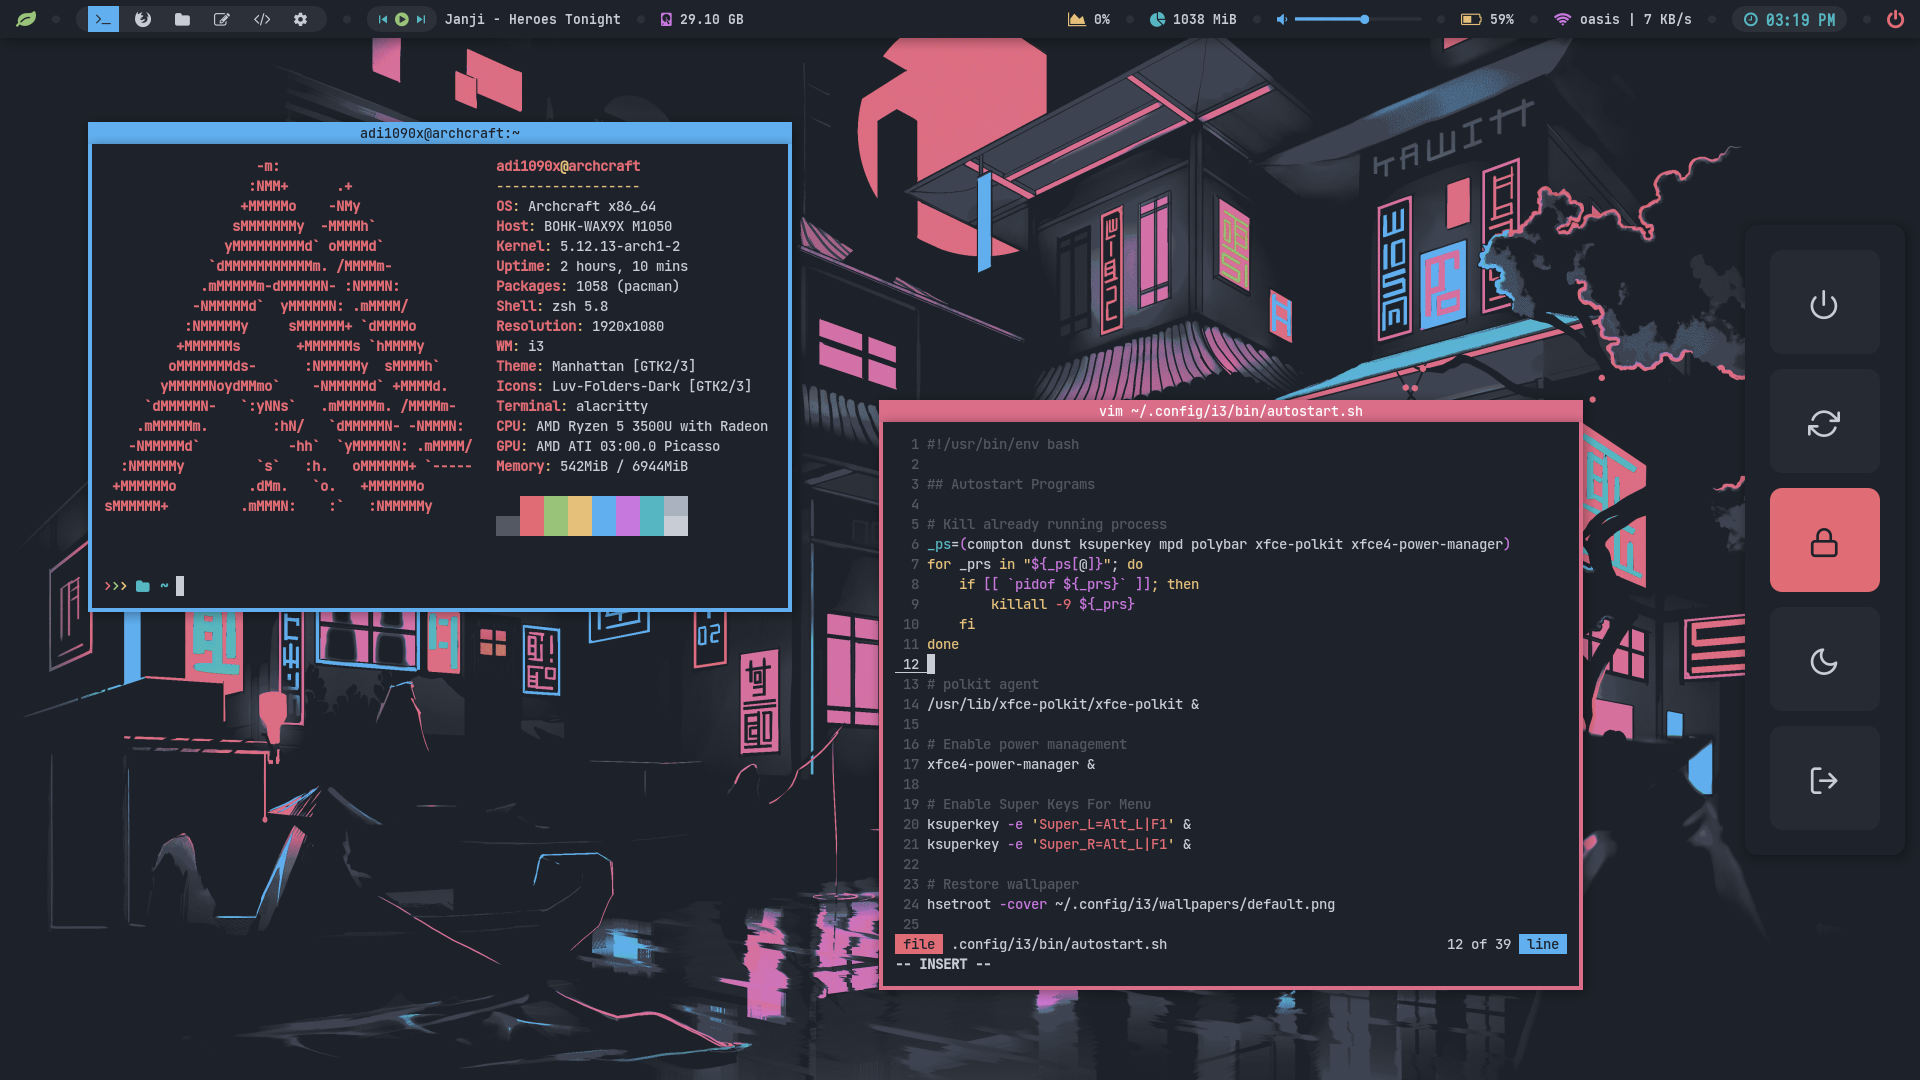 Janji - Heroes Tonight
29.10 GB
0%
1038 MiB
59%
oasis | 7 KB/s
03:19 PM
adi1090x@archcraft:~
-m:
:NMM+      .+
+MMMMMo    -NMy
sMMMMMMMy  -MMMMh`
yMMMMMMMMMd` oMMMMd`
`dMMMMMMMMMMMm. /MMMMm-
.mMMMMMm-dMMMMMN- :NMMMN:
-NMMMMMd`  yMMMMMN: .mMMMM/
:NMMMMMy     sMMMMMM+ `dMMMMo
+MMMMMMs       +MMMMMMs `hMMMMy
oMMMMMMds-      :NMMMMMy  sMMMMh`
yMMMMMNoydMMmo`    -NMMMMMd` +MMMMd.
`dMMMMMN-   `:yNNs`   .mMMMMMm. /MMMMm-
.mMMMMMm.        :hN/   `dMMMMN- -NMMMN:
-NMMMMMd`           -hh`  `yMMMMMN: .mMMMM/
:NMMMMMy         `s`   :h.   oMMMMMM+ `-----
+MMMMMMo         .dMm.   `o.   +MMMMMMo
sMMMMMM+         .mMMMN:    :`   :NMMMMMy
adi1090x@archcraft
------------------
OS: Archcraft x86_64
Host: BOHK-WAX9X M1050
Kernel: 5.12.13-arch1-2
Uptime: 2 hours, 10 mins
Packages: 1058 (pacman)
Shell: zsh 5.8
Resolution: 1920x1080
WM: i3
Theme: Manhattan [GTK2/3]
Icons: Luv-Folders-Dark [GTK2/3]
Terminal: alacritty
CPU: AMD Ryzen 5 3500U with Radeon
GPU: AMD ATI 03:00.0 Picasso
Memory: 542MiB / 6944MiB
~
vim ~/.config/i3/bin/autostart.sh
1 #!/usr/bin/env bash
2
3 ## Autostart Programs
4
5 # Kill already running process
6 _ps=(compton dunst ksuperkey mpd polybar xfce-polkit xfce4-power-manager)
7 for _prs in "${_ps[@]}"; do
8     if [[ `pidof ${_prs}` ]]; then
9         killall -9 ${_prs}
10     fi
11 done
12
13 # polkit agent
14 /usr/lib/xfce-polkit/xfce-polkit &
15
16 # Enable power management
17 xfce4-power-manager &
18
19 # Enable Super Keys For Menu
20 ksuperkey -e 'Super_L=Alt_L|F1' &
21 ksuperkey -e 'Super_R=Alt_L|F1' &
22
23 # Restore wallpaper
24 hsetroot -cover ~/.config/i3/wallpapers/default.png
25
file .config/i3/bin/autostart.sh 12 of 39 line
-- INSERT --